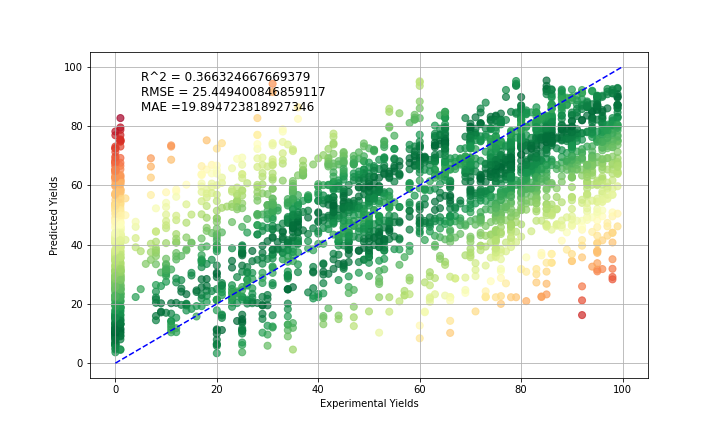 R^2 = 0.366324667669379
RMSE = 25.449400846859117
MAE =19.894723818927346
100
80
60
40
20
0
Predicted Yields
0 20 40 60 80 100
Experimental Yields